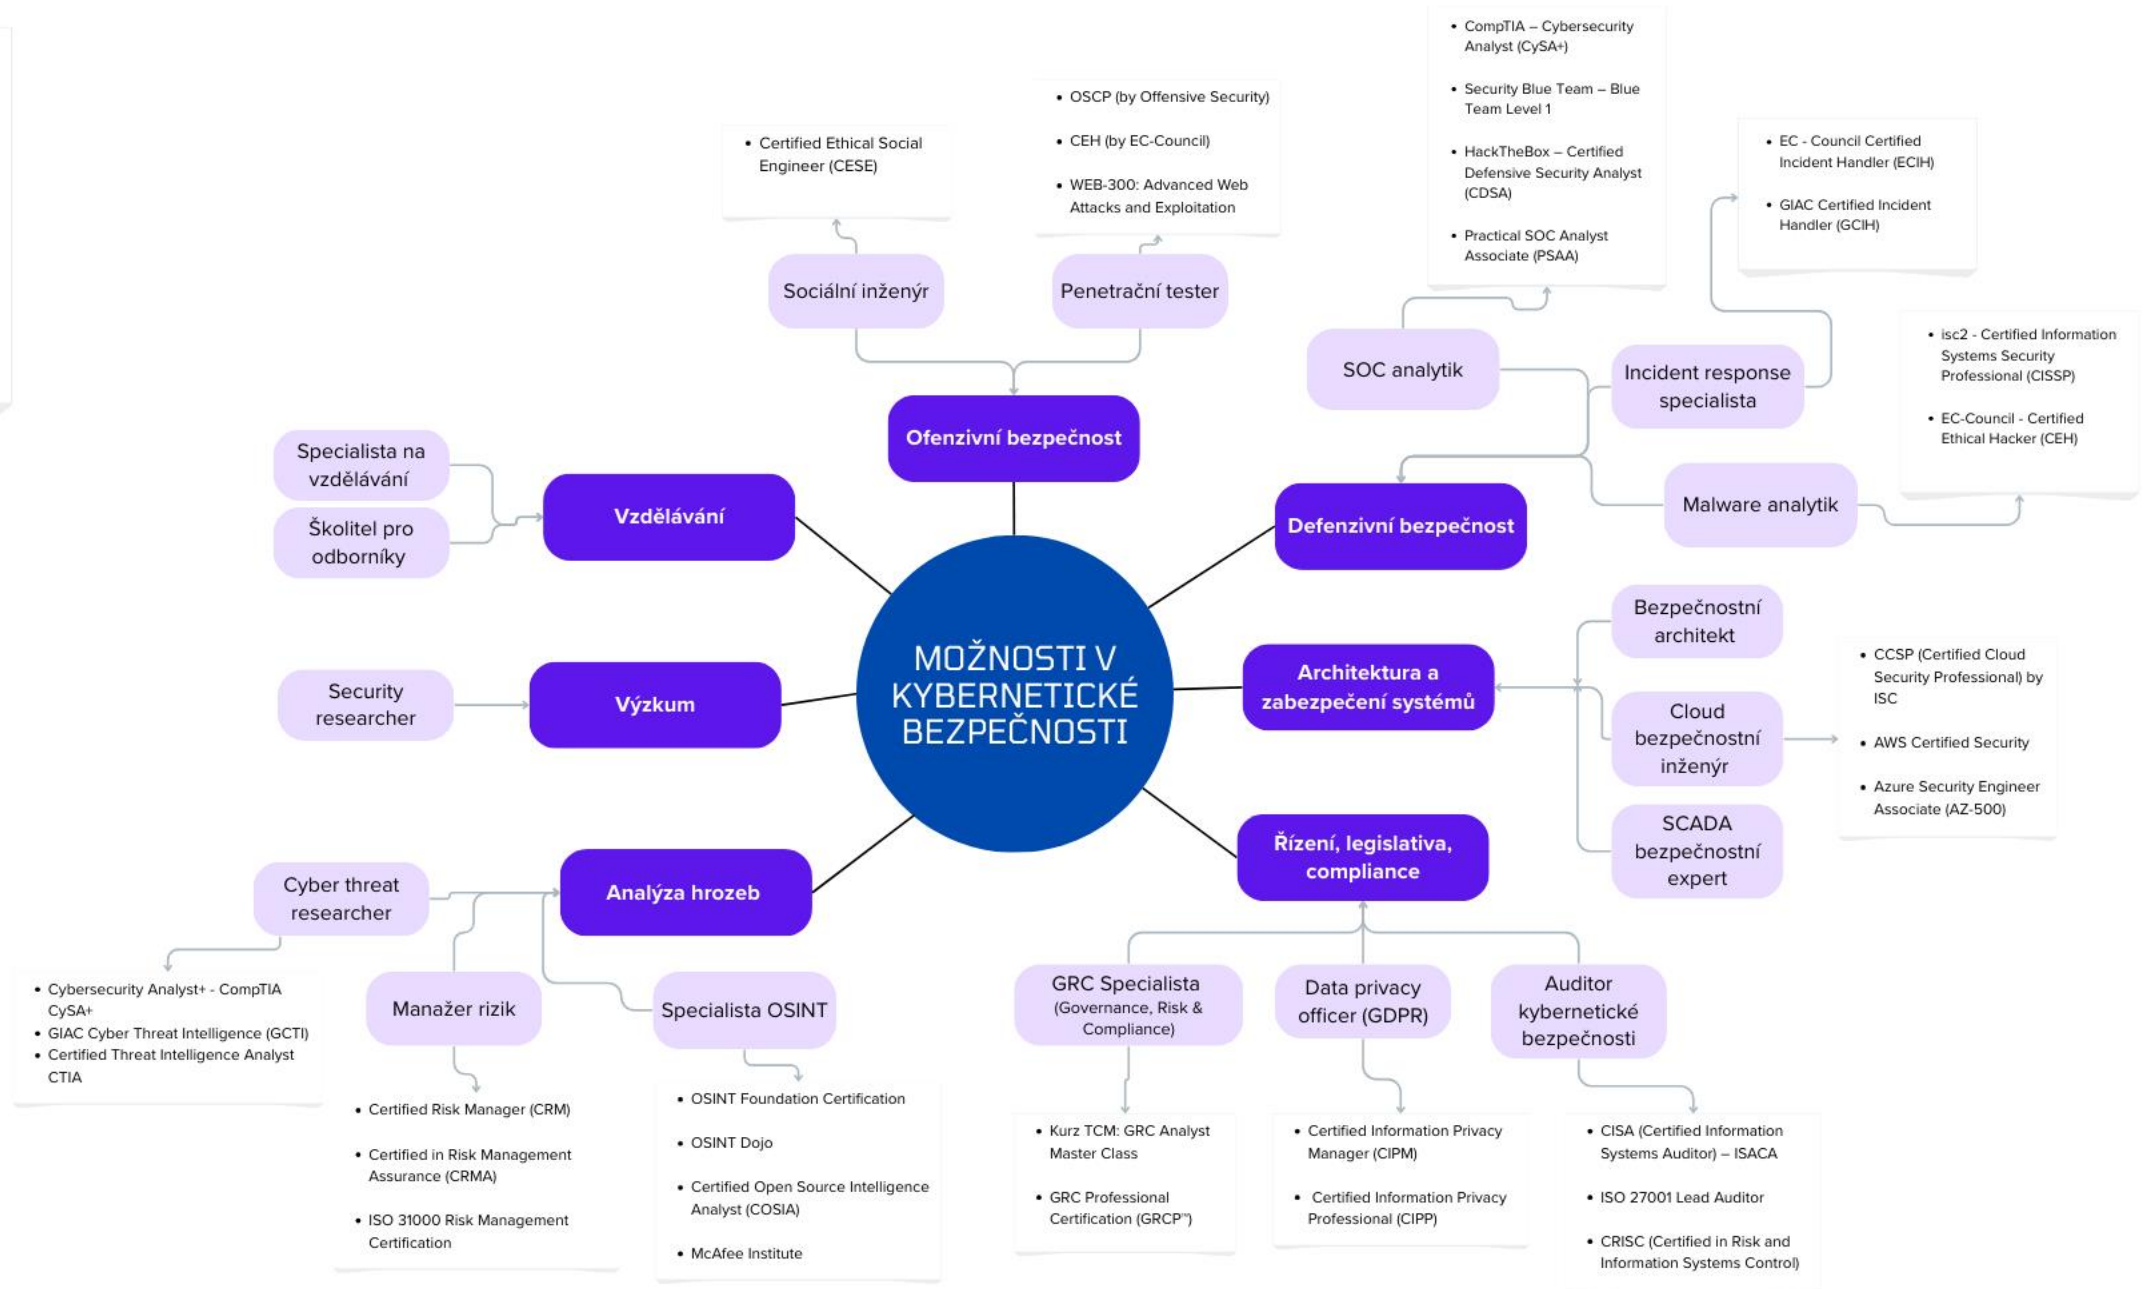 MOŽNOSTI V
KYBERNETICKÉ
BEZPEČNOSTI
Ofenzivní bezpečnost
Sociální inženýr
• Certified Ethical Social
Engineer (CESE)
Penetrační tester
• OSCP (by Offensive Security)
• CEH (by EC-Council)
• WEB-300: Advanced Web
Attacks and Exploitation
Defenzivní bezpečnost
SOC analytik
• CompTIA – Cybersecurity
Analyst (CySA+)
• Security Blue Team – Blue
Team Level 1
• HackTheBox – Certified
Defensive Security Analyst
(CDSA)
• Practical SOC Analyst
Associate (PSAA)
Incident response
specialista
• EC - Council Certified
Incident Handler (ECIH)
• GIAC Certified Incident
Handler (GCIH)
Malware analytik
• isc2 - Certified Information
Systems Security
Professional (CISSP)
• EC-Council - Certified
Ethical Hacker (CEH)
Architektura a
zabezpečení systémů
Bezpečnostní
architekt
Cloud
bezpečnostní
inženýr
• CCSP (Certified Cloud
Security Professional) by
ISC
• AWS Certified Security
• Azure Security Engineer
Associate (AZ-500)
SCADA
bezpečnostní
expert
Řízení, legislativa,
compliance
GRC Specialista
(Governance, Risk &
Compliance)
• Kurz TCM: GRC Analyst
Master Class
• GRC Professional
Certification (GRCP™)
Data privacy
officer (GDPR)
• Certified Information Privacy
Manager (CIPM)
• Certified Information Privacy
Professional (CIPP)
Auditor
kybernetické
bezpečnosti
• CISA (Certified Information
Systems Auditor) – ISACA
• ISO 27001 Lead Auditor
• CRISC (Certified in Risk and
Information Systems Control)
Analýza hrozeb
Cyber threat
researcher
• Cybersecurity Analyst+ - CompTIA
CySA+
• GIAC Cyber Threat Intelligence (GCTI)
• Certified Threat Intelligence Analyst
CTIA
Manažer rizik
• Certified Risk Manager (CRM)
• Certified in Risk Management
Assurance (CRMA)
• ISO 31000 Risk Management
Certification
Specialista OSINT
• OSINT Foundation Certification
• OSINT Dojo
• Certified Open Source Intelligence
Analyst (COSIA)
• McAfee Institute
Výzkum
Security
researcher
Vzdělávání
Specialista na
vzdělávání
Školitel pro
odborníky